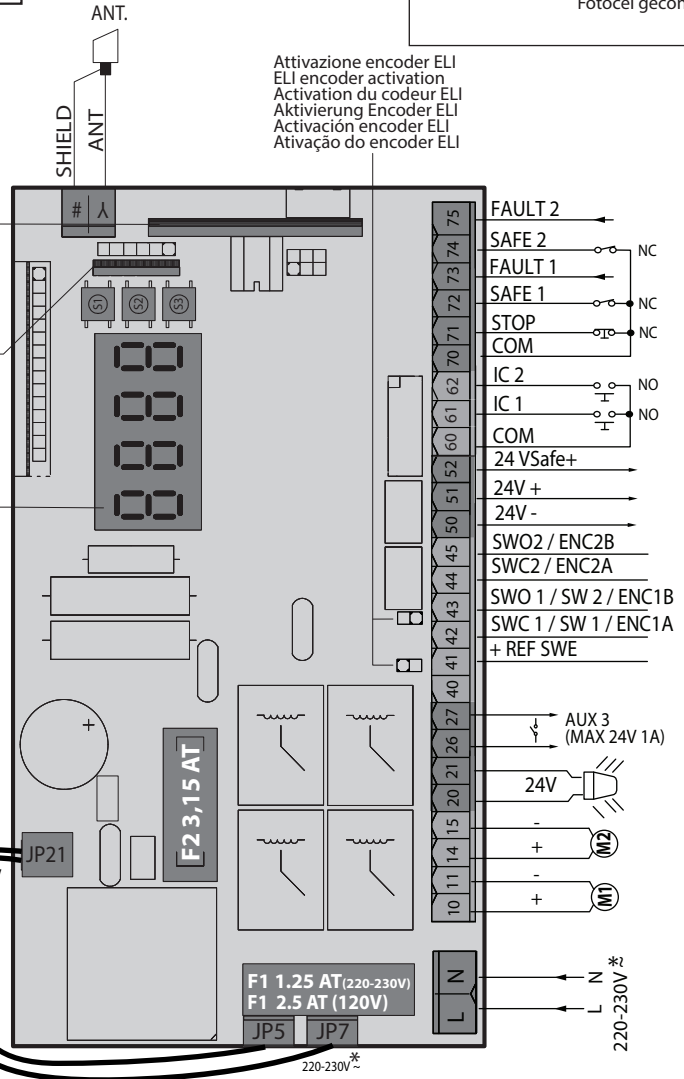 Fotocel gecon
ANT.
Attivazione encoder ELI
ELI encoder activation
Activation du codeur ELI
Aktivierung Encoder ELI
Activación encoder ELI
Ativação do encoder ELI
SHIELD
ANT
# Y
S1 S2 S3
75 FAULT 2
74 SAFE 2 NC
73 FAULT 1
72 SAFE 1 NC
71 STOP NC
70 COM
62 IC 2 NO
61 IC 1 NO
60 COM
52 24 VSafe+
51 24V +
50 24V -
45 SWO2 / ENC2B
44 SWC2 / ENC2A
43 SWO 1 / SW 2 / ENC1B
42 SWC 1 / SW 1 / ENC1A
41 + REF SWE
40
27 AUX 3
26 (MAX 24V 1A)
21
20 24V
15 -
14 + M2
11 -
10 + M1
+
F2 3,15 AT
JP21
F1 1.25 AT(220-230V)
F1 2.5 AT (120V)
JP5 JP7
220-230V~*
N N
L L
220-230V~*